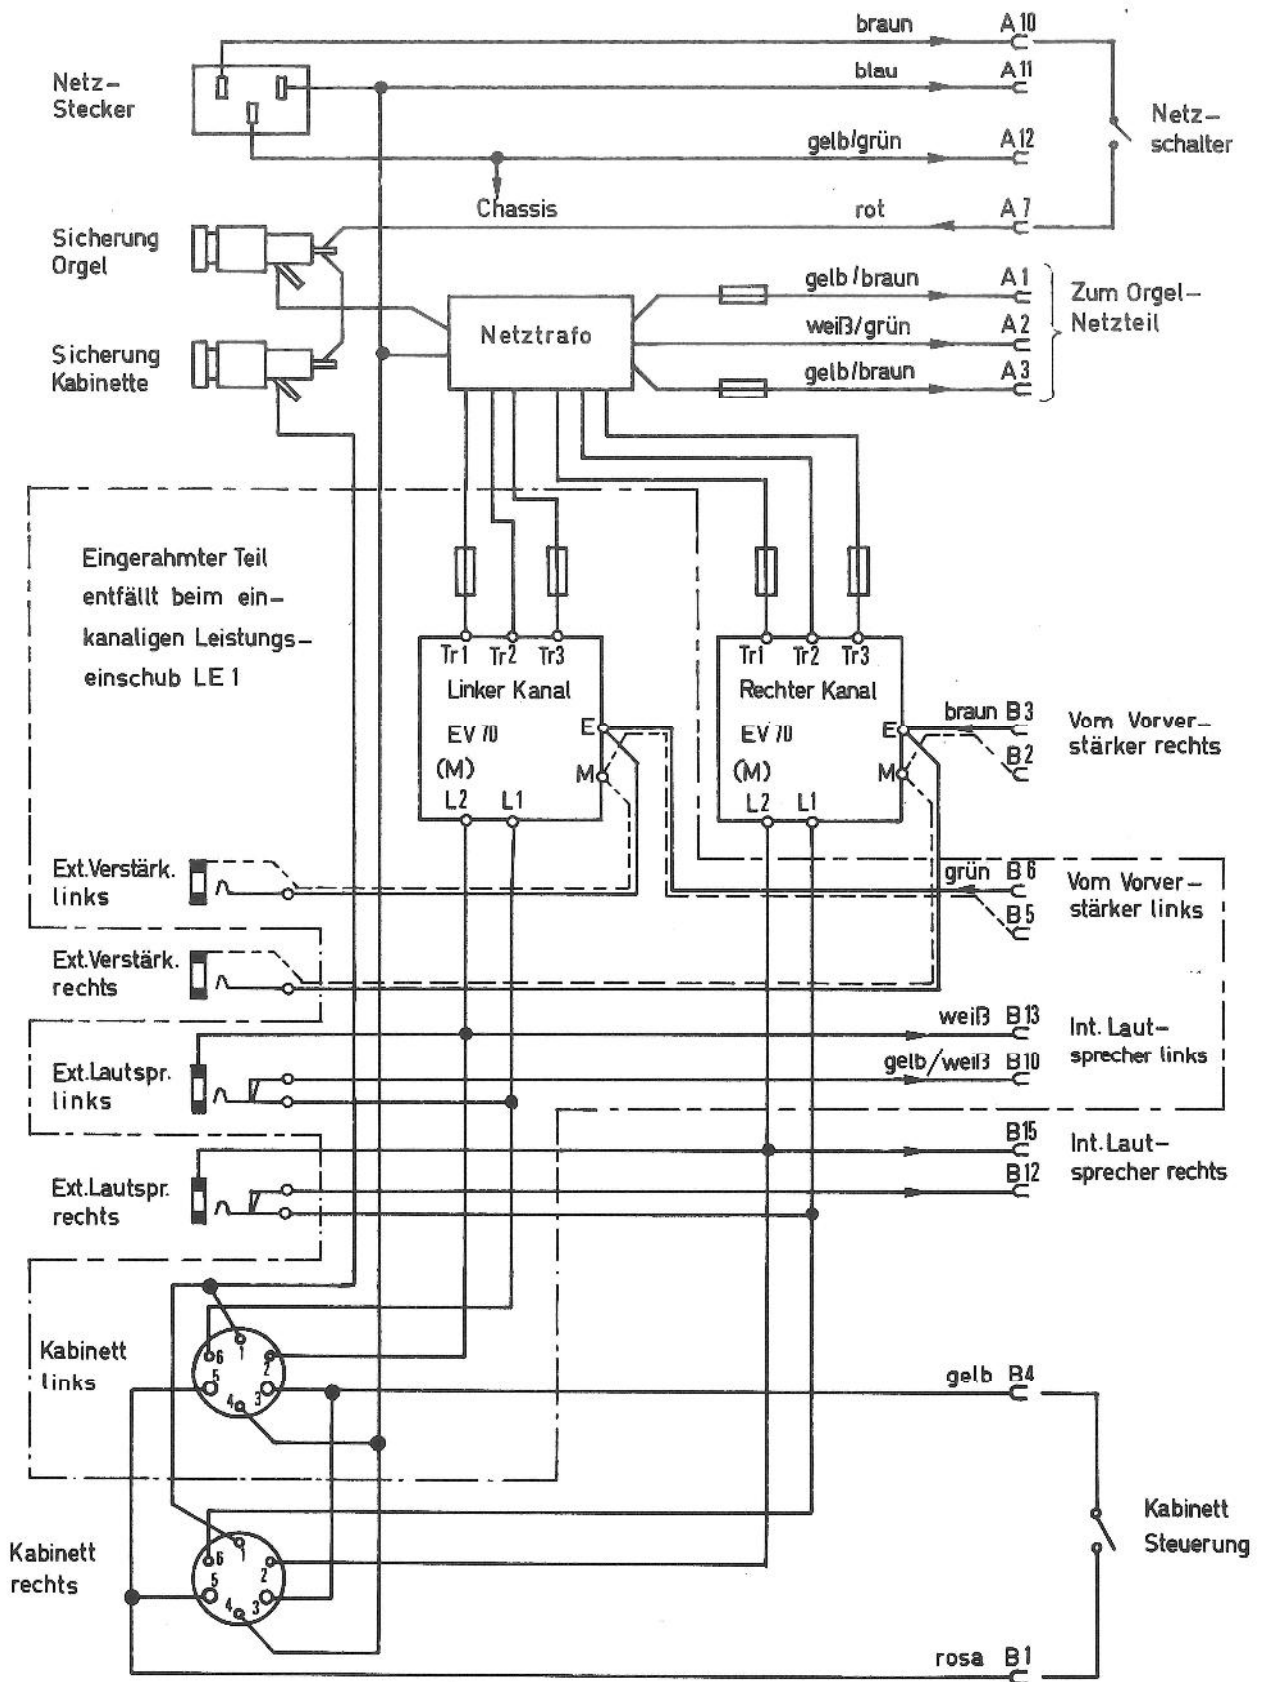 braun A10
blau A11
Netz-
Stecker
Netz-
schalter
gelb/grün A12
Chassis
rot A7
Sicherung
Orgel
gelb/braun A1
Zum Orgel-
Netzteil
weiß/grün A2
Netztrafo
Sicherung
Kabinette
gelb/braun A3
Eingerahmter Teil
entfällt beim ein-
kanaligen Leistungs-
einschub LE1
Tr1 Tr2 Tr3
Linker Kanal
E
EV 70
(M)
M
L2 L1
Tr1 Tr2 Tr3
Rechter Kanal
E
EV 70
(M)
M
L2 L1
braun B3
B2
Vom Vorver-
stärker rechts
Ext.Verstärk.
links
grün B6
B5
Vom Vorver-
stärker links
Ext.Verstärk.
rechts
weiß B13
gelb/weiß B10
Int. Laut-
sprecher links
Ext.Lautspr.
links
B15
B12
Int. Laut-
sprecher rechts
Ext.Lautspr.
rechts
Kabinett
links
6 1 2
5 4 3
gelb B4
Kabinett
Steuerung
Kabinett
rechts
6 1 2
5 4 3
rosa B1